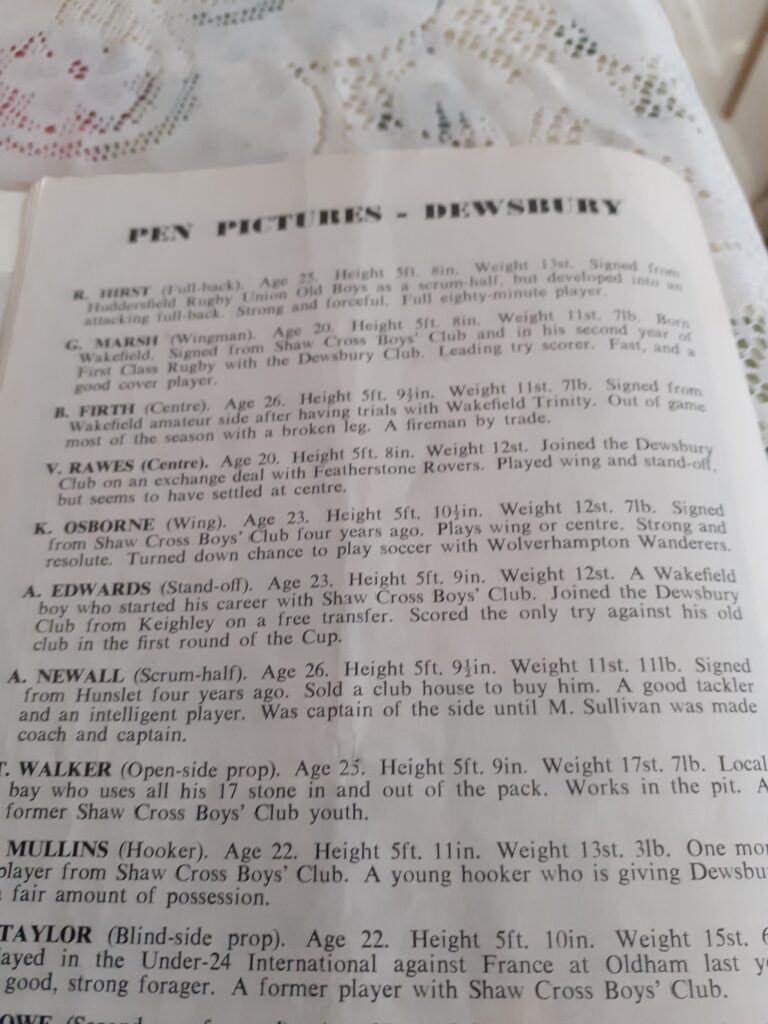 PEN PICTURES - DEWSBURY
R. HIRST (Full-back). Age 25. Height 5ft. 8in. Weight 13st. Signed from
Huddersfield Rugby Union Old Boys as a scrum-half, but developed into an
attacking full-back. Strong and forceful. Full eighty-minute player.
G. MARSH (Wingman). Age 20. Height 5ft. 8in. Weight 11st. 7lb. Born
Wakefield. Signed from Shaw Cross Boys' Club and in his second year of
First Class Rugby with the Dewsbury Club. Leading try scorer. Fast, and a
good cover player.
B. FIRTH (Centre). Age 26. Height 5ft. 9½in. Weight 11st. 7lb. Signed from
Wakefield amateur side after having trials with Wakefield Trinity. Out of game
most of the season with a broken leg. A fireman by trade.
V. RAWES (Centre). Age 20. Height 5ft. 8in. Weight 12st. Joined the Dewsbury
Club on an exchange deal with Featherstone Rovers. Played wing and stand-off,
but seems to have settled at centre.
K. OSBORNE (Wing). Age 23. Height 5ft. 10½in. Weight 12st. 7lb. Signed
from Shaw Cross Boys' Club four years ago. Plays wing or centre. Strong and
resolute. Turned down chance to play soccer with Wolverhampton Wanderers.
A. EDWARDS (Stand-off). Age 23. Height 5ft. 9in. Weight 12st. A Wakefield
boy who started his career with Shaw Cross Boys' Club. Joined the Dewsbury
Club from Keighley on a free transfer. Scored the only try against his old
club in the first round of the Cup.
A. NEWALL (Scrum-half). Age 26. Height 5ft. 9½in. Weight 11st. 11lb. Signed
from Hunslet four years ago. Sold a club house to buy him. A good tackler
and an intelligent player. Was captain of the side until M. Sullivan was made
coach and captain.
T. WALKER (Open-side prop). Age 25. Height 5ft. 9in. Weight 17st. 7lb. Local
bay who uses all his 17 stone in and out of the pack. Works in the pit. A
former Shaw Cross Boys' Club youth.
MULLINS (Hooker). Age 22. Height 5ft. 11in. Weight 13st. 3lb. One mor
player from Shaw Cross Boys' Club. A young hooker who is giving Dewsbu
fair amount of possession.
TAYLOR (Blind-side prop). Age 22. Height 5ft. 10in. Weight 15st. 6
layed in the Under-24 International against France at Oldham last y
good, strong forager. A former player with Shaw Cross Boys' Club.